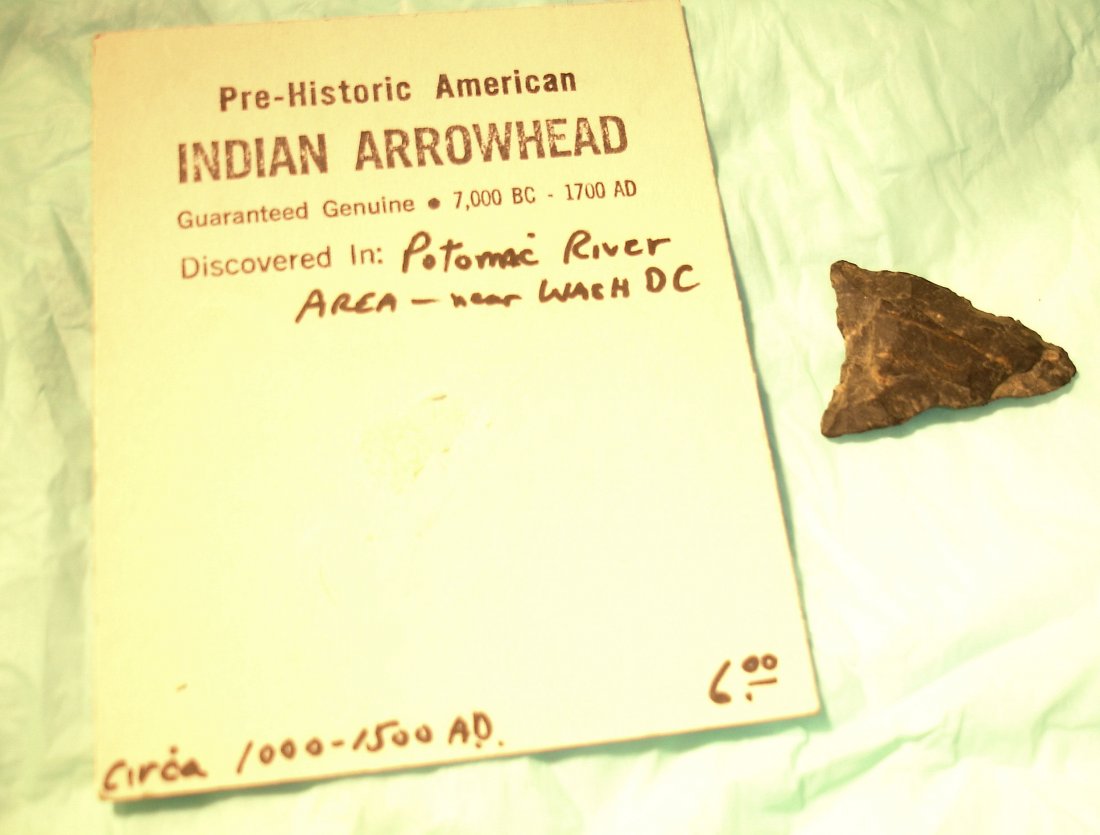 Pre-Historic American
INDIAN ARROWHEAD
Guaranteed Genuine • 7,000 BC - 1700 AD
Discovered In: Potomac River
AREA - near WASH DC
6.00
Circa 1000-1500 A.D.